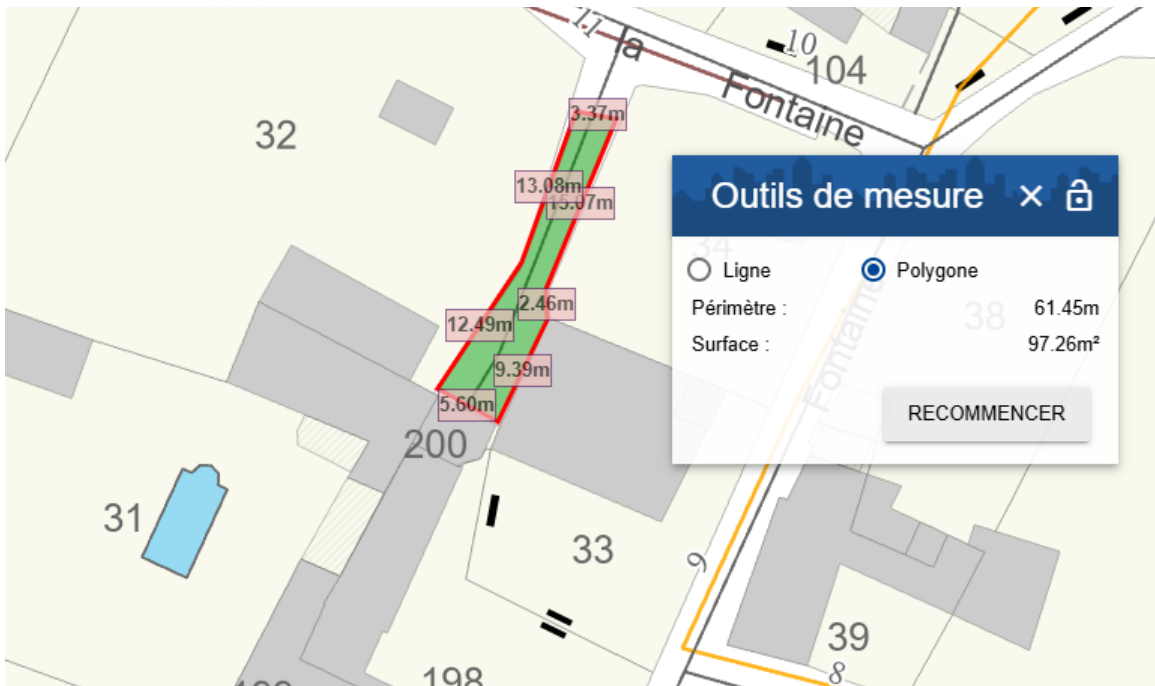 11
a
10
104
Fontaine
3.37m
32
13.08m
15.07m
Outils de mesure
34
Ligne
Polygone
Périmètre :
61.45m
Surface :
97.26m²
38
Fontaine
RECOMMENCER
2.46m
12.49m
9.39m
5.60m
200
31
33
9
39
8
198